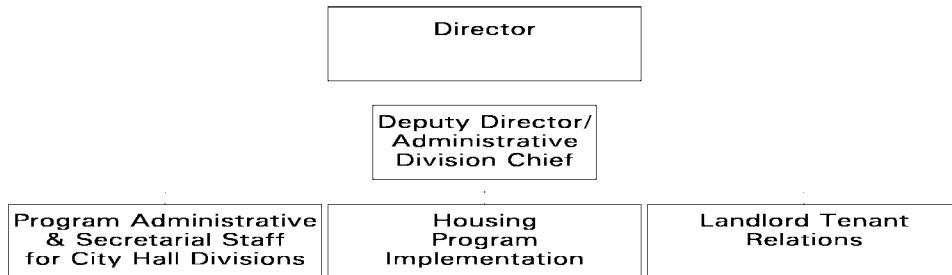 Director
Deputy Director/
Administrative
Division Chief
Program Administrative
& Secretarial Staff
for City Hall Divisions
Housing
Program
Implementation
Landlord Tenant
Relations